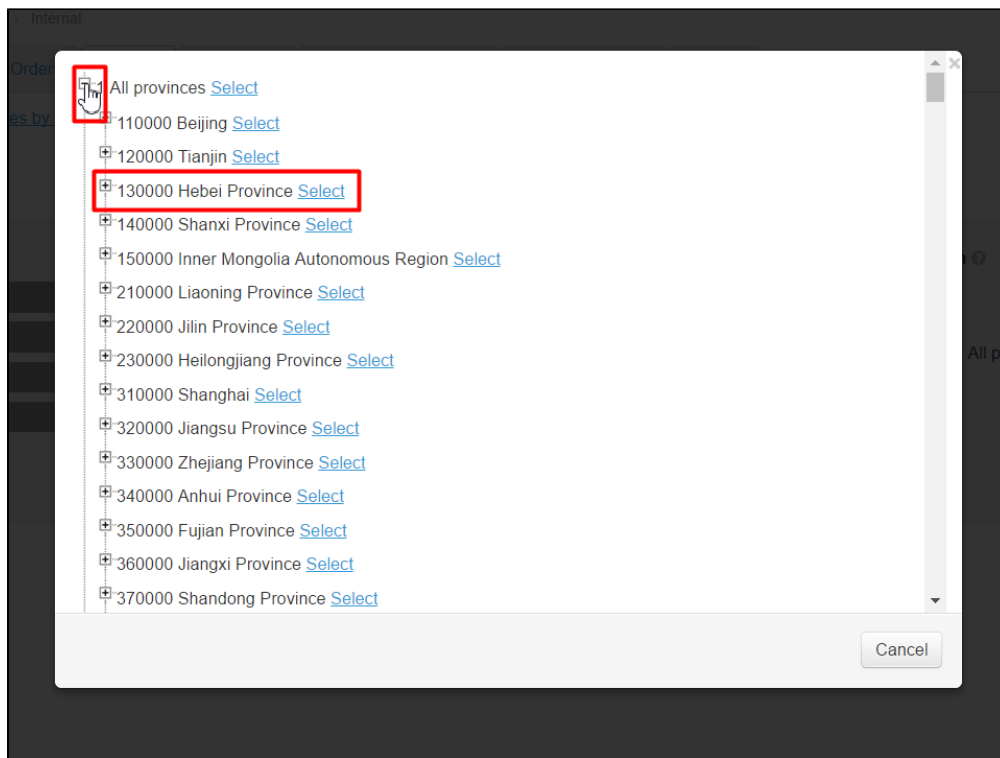 › Internal
Order
es by
1 All provinces Select
110000 Beijing Select
120000 Tianjin Select
130000 Hebei Province Select
140000 Shanxi Province Select
150000 Inner Mongolia Autonomous Region Select
210000 Liaoning Province Select
220000 Jilin Province Select
230000 Heilongjiang Province Select
All p
310000 Shanghai Select
320000 Jiangsu Province Select
330000 Zhejiang Province Select
340000 Anhui Province Select
350000 Fujian Province Select
360000 Jiangxi Province Select
370000 Shandong Province Select
Cancel